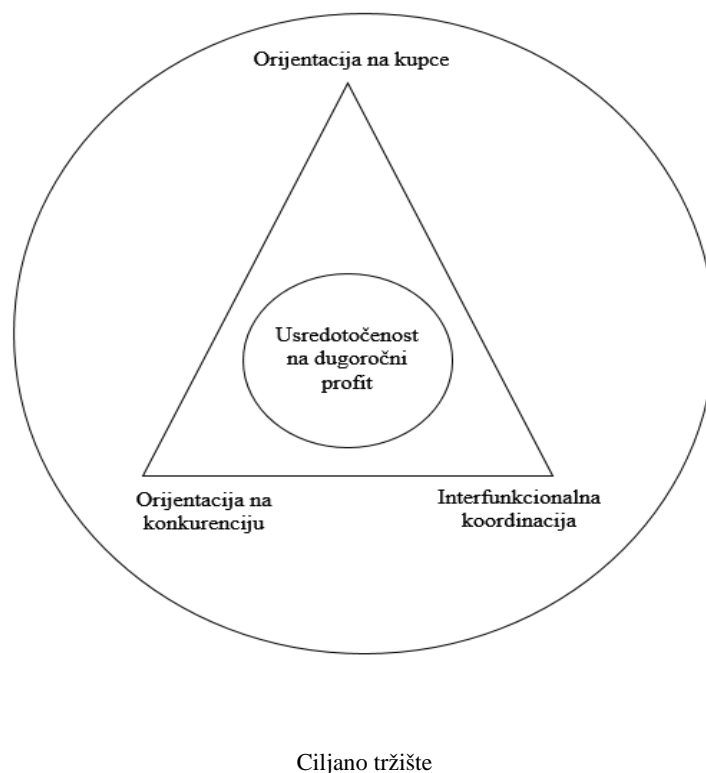 Orijentacija na kupce
Usredotočenost
na dugoročni
profit
Orijentacija na
konkurenciju
Interfunkcionalna
koordinacija
Ciljano tržište